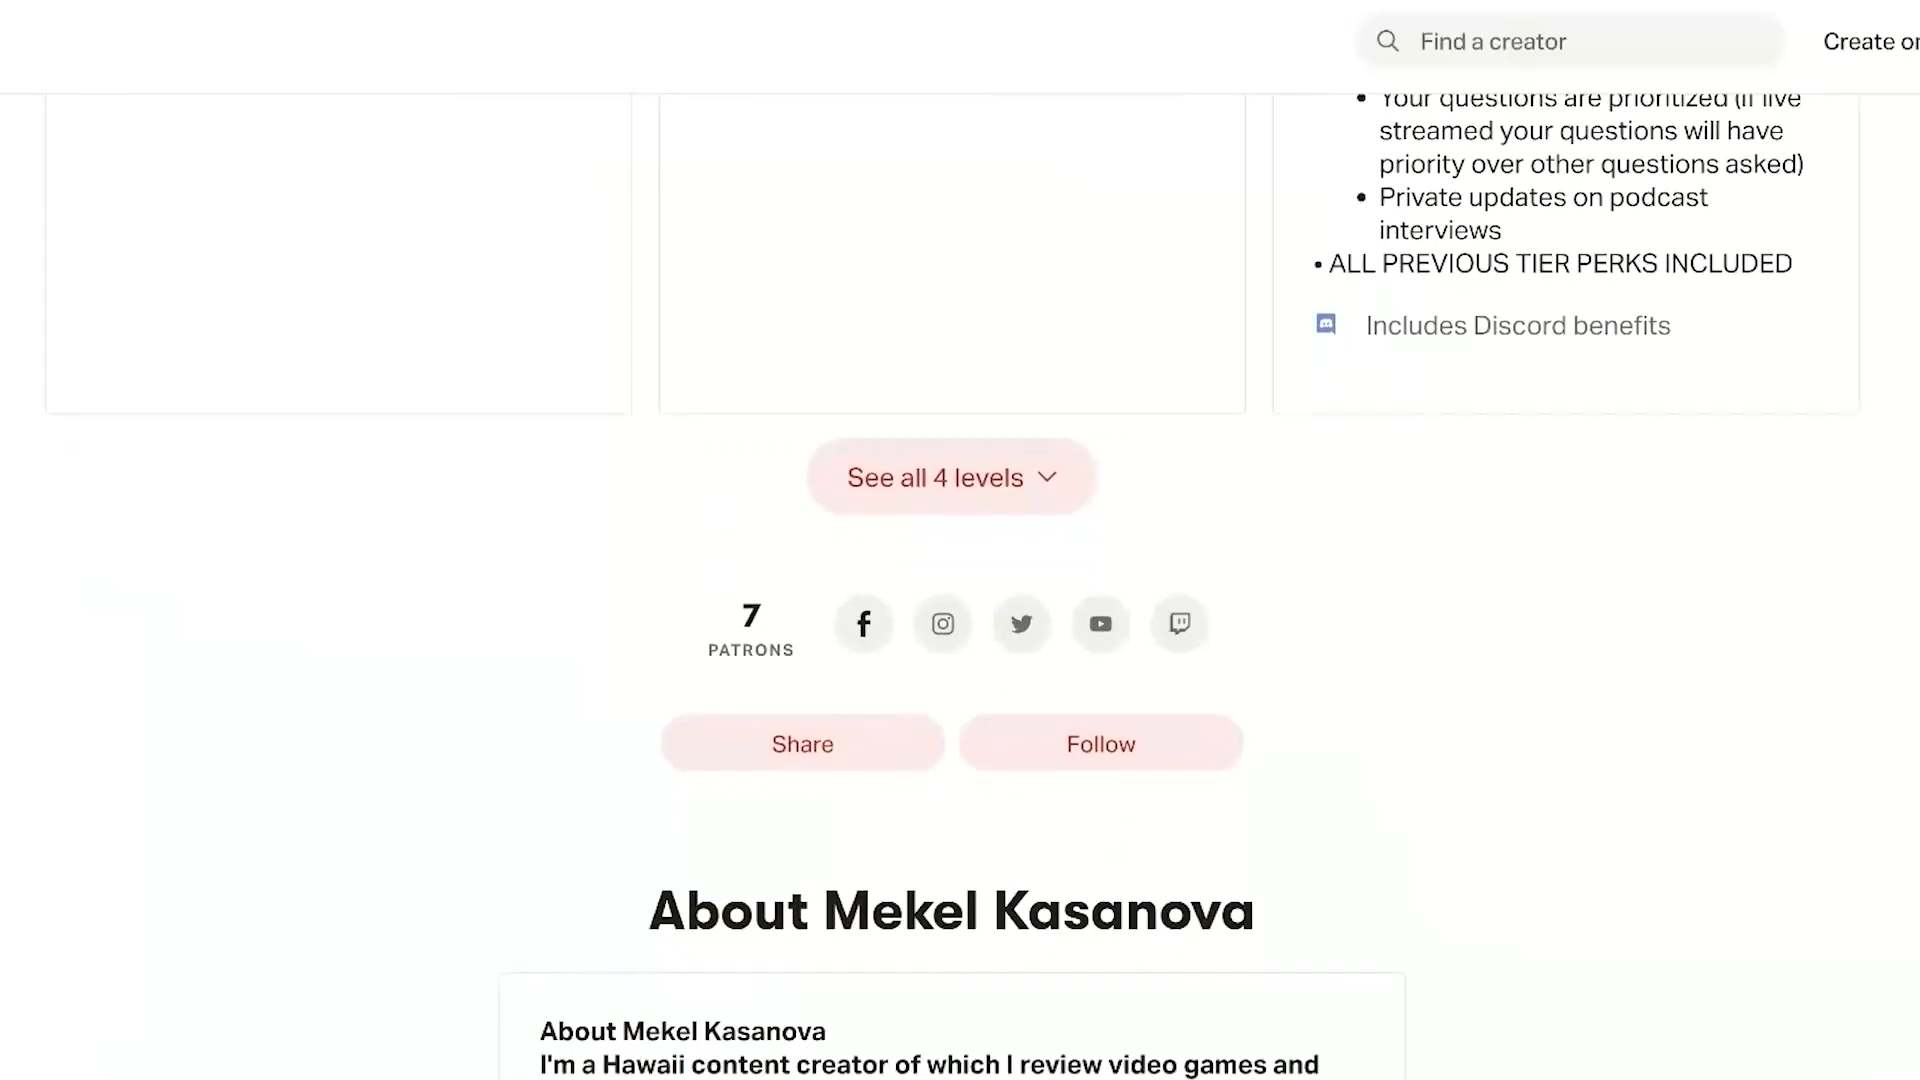 Find a creator
Create or
• Your questions are prioritized (if live
streamed your questions will have
priority over other questions asked)
• Private updates on podcast
interviews
• ALL PREVIOUS TIER PERKS INCLUDED
Includes Discord benefits
See all 4 levels
7
PATRONS
Share
Follow
About Mekel Kasanova
About Mekel Kasanova
I'm a Hawaii content creator of which I review video games and